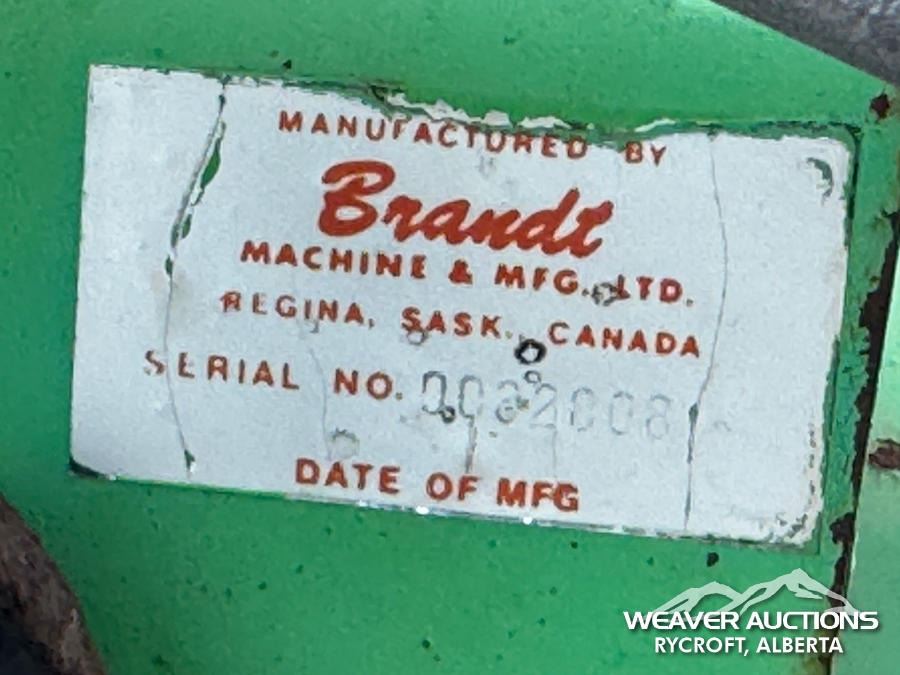 MANUFACTURED BY
Brandt
MACHINE & MFG. LTD.
REGINA, SASK., CANADA
SERIAL NO.
DATE OF MFG
WEAVER AUCTIONS
RYCROFT, ALBERTA